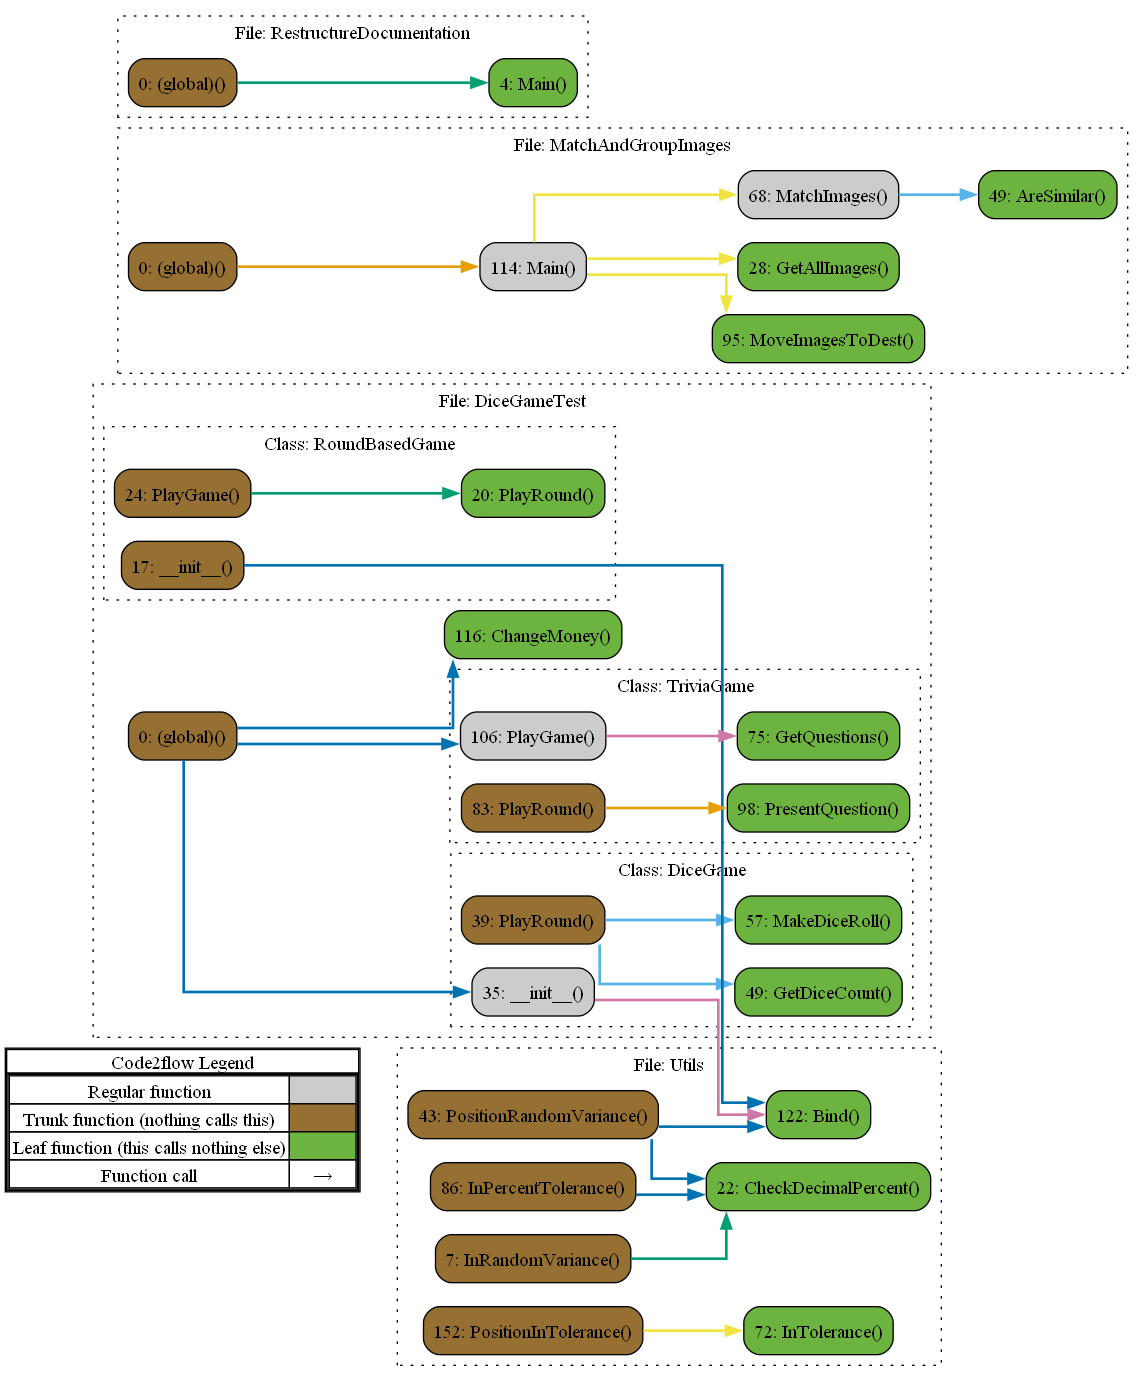 File: RestructureDocumentation
0: (global)()
4: Main()
File: MatchAndGroupImages
68: MatchImages()
49: AreSimilar()
0: (global)()
114: Main()
28: GetAllImages()
95: MoveImagesToDest()
File: DiceGameTest
Class: RoundBasedGame
24: PlayGame()
20: PlayRound()
17: __init__()
116: ChangeMoney()
Class: TriviaGame
0: (global)()
106: PlayGame()
75: GetQuestions()
83: PlayRound()
98: PresentQuestion()
Class: DiceGame
39: PlayRound()
57: MakeDiceRoll()
35: __init__()
49: GetDiceCount()
Code2flow Legend
Regular function
Trunk function (nothing calls this)
Leaf function (this calls nothing else)
Function call
→
File: Utils
43: PositionRandomVariance()
122: Bind()
86: InPercentTolerance()
22: CheckDecimalPercent()
7: InRandomVariance()
152: PositionInTolerance()
72: InTolerance()